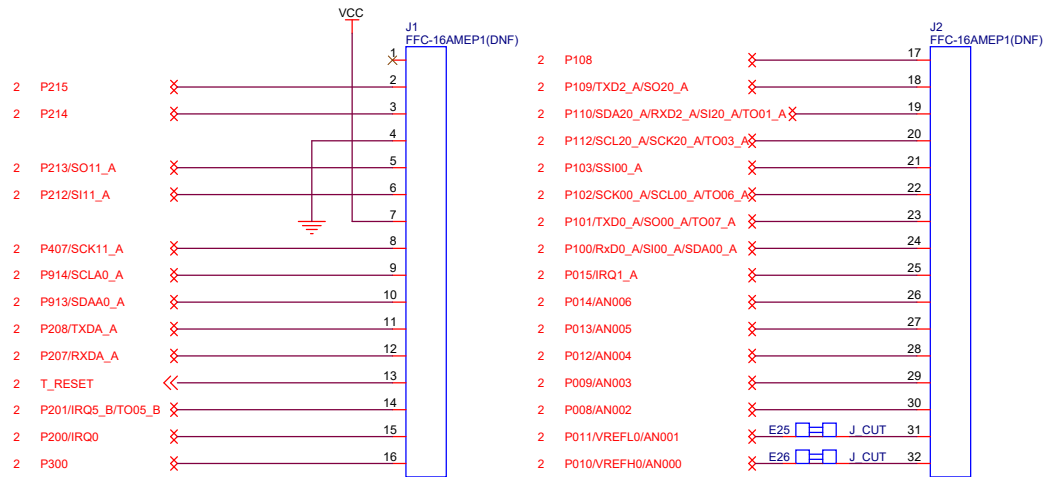 VCC
J1
FFC-16AMEP1(DNF)
1
2 P215 2
2 P214 3
4
2 P213/SO11_A 5
2 P212/SI11_A 6
7
2 P407/SCK11_A 8
2 P914/SCLA0_A 9
2 P913/SDAA0_A 10
2 P208/TXDA_A 11
2 P207/RXDA_A 12
2 T_RESET 13
2 P201/IRQ5_B/TO05_B 14
2 P200/IRQ0 15
2 P300 16
J2
FFC-16AMEP1(DNF)
2 P108 17
2 P109/TXD2_A/SO20_A 18
2 P110/SDA20_A/RXD2_A/SI20_A/TO01_A 19
2 P112/SCL20_A/SCK20_A/TO03_A 20
2 P103/SSI00_A 21
2 P102/SCK00_A/SCL00_A/TO06_A 22
2 P101/TXD0_A/SO00_A/TO07_A 23
2 P100/RxD0_A/SI00_A/SDA00_A 24
2 P015/IRQ1_A 25
2 P014/AN006 26
2 P013/AN005 27
2 P012/AN004 28
2 P009/AN003 29
2 P008/AN002 30
2 P011/VREFL0/AN001 E25 J_CUT 31
2 P010/VREFH0/AN000 E26 J_CUT 32